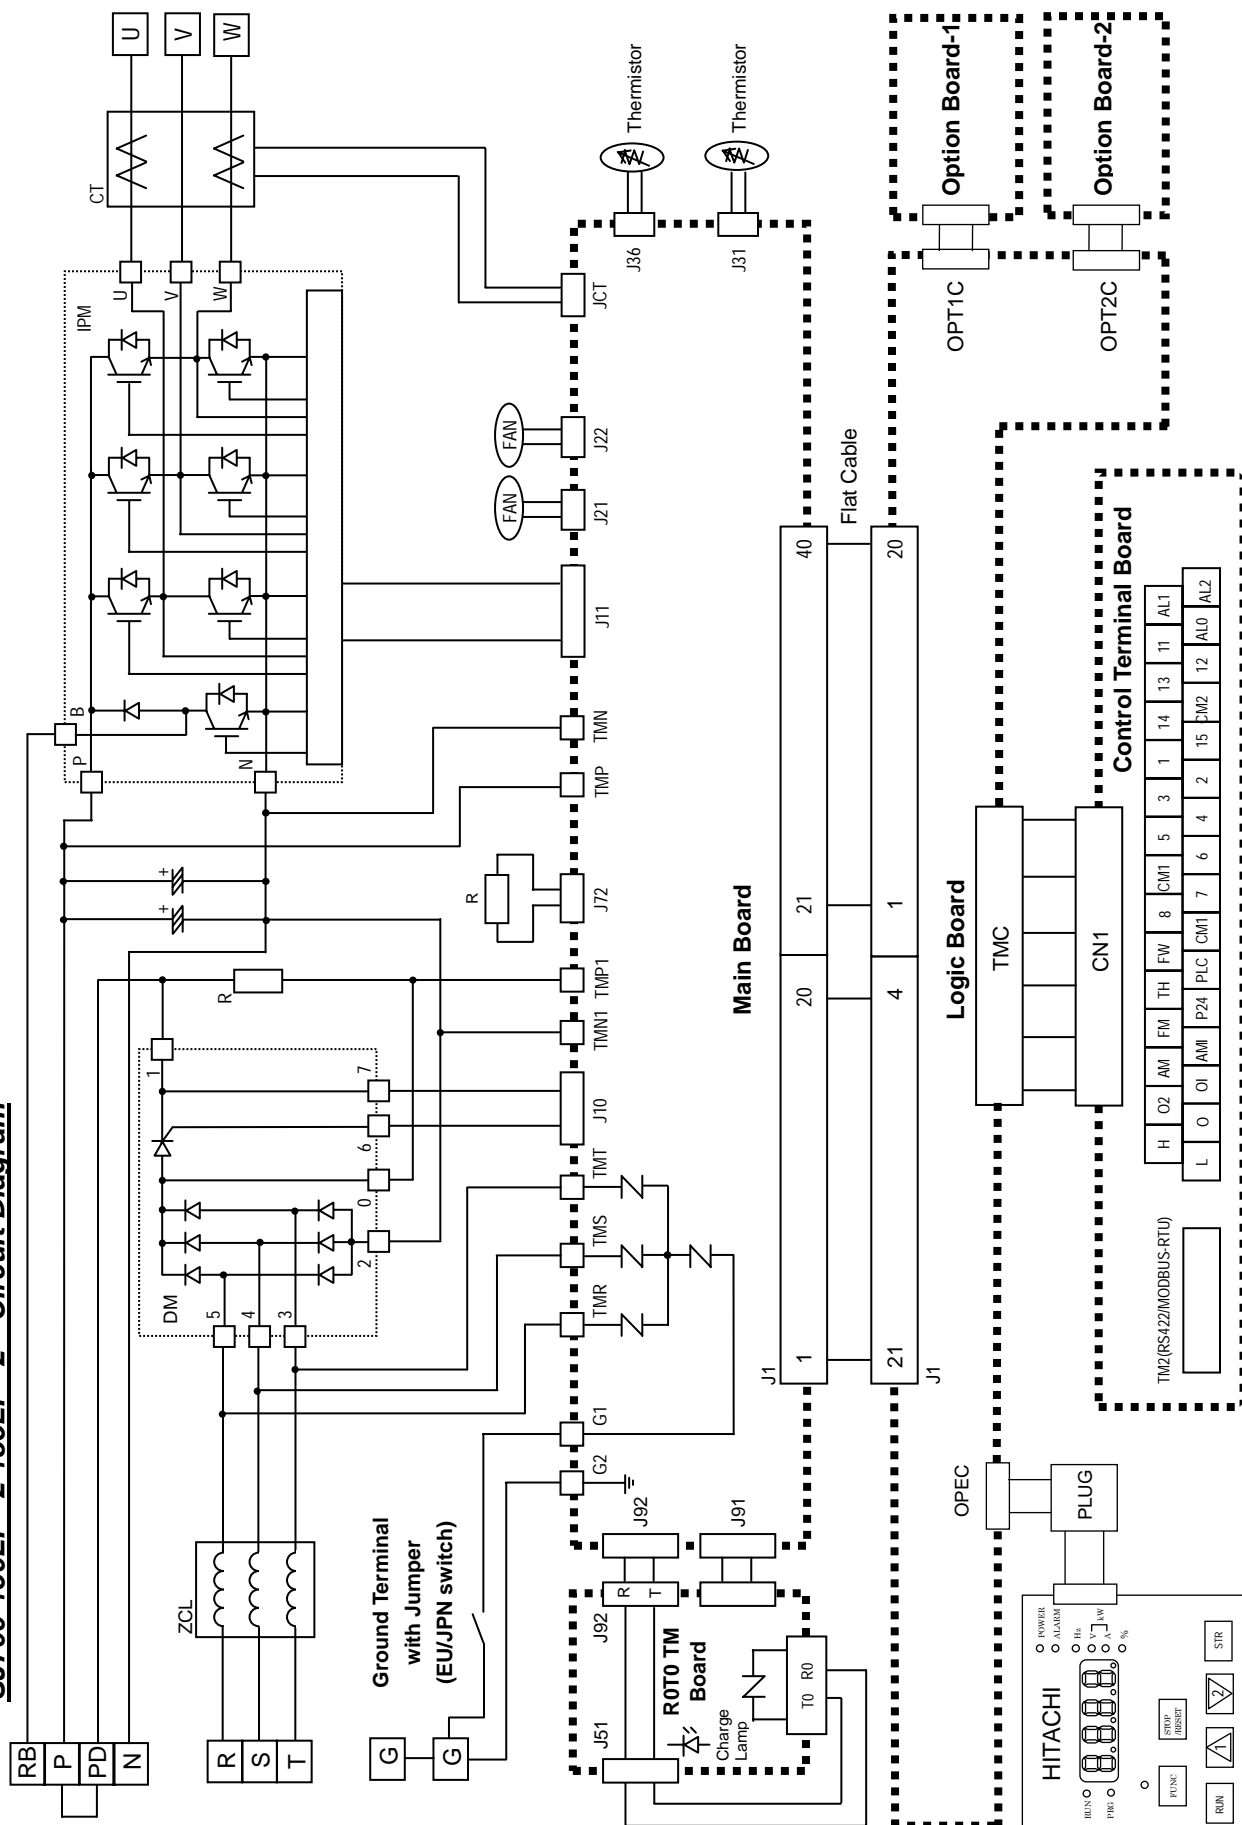 RB
P
PD
N
R
S
T
ZCL
Ground Terminal
with Jumper
(EU/JPN switch)
G
G
DM
5
4
3
2
0
6
7
1
R
P
B
N
IPM
U
V
W
CT
U
V
W
R
FAN
FAN
Thermistor
Thermistor
G2
G1
TMR
TMS
TMT
J10
TMN1
TMP1
J72
TMP
TMN
J11
J21
J22
JCT
J36
J31
J92
J91
J92
R
T
J51
R0T0 TM
Board
Charge
Lamp
T0 R0
Main Board
J1
1
20
21
40
Flat Cable
21
4
1
20
J1
Option Board-1
Option Board-2
OPT1C
OPT2C
Logic Board
TMC
CN1
Control Terminal Board
H O2 AM FM TH FW 8 CM1 5 3 1 14 13 11 AL1
L O OI AMI P24 PLC CM1 7 6 4 2 15 CM2 12 AL0 AL2
TM2(RS422/MODBUS-RTU)
OPEC
PLUG
HITACHI
POWER
ALARM
Hz
V
kW
A
%
RUN
PRG
FUNC
STOP
/RESET
RUN
1
2
STR